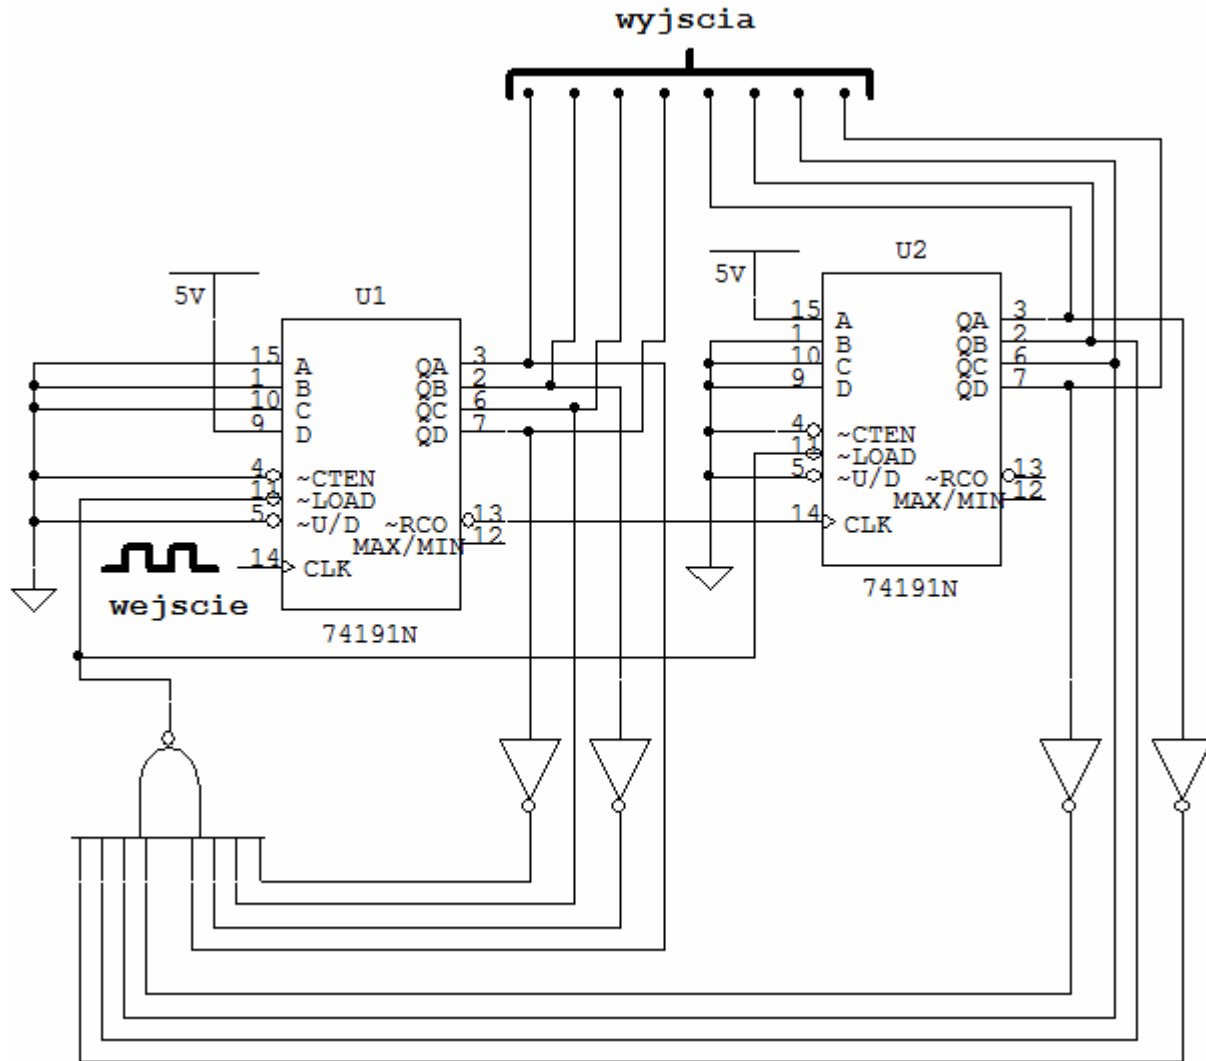 wyjscia
U2
5V
15 A QA 3
1 B QB 2
10 C QC 6
9 D QD 7
4 ~CTEN
11 ~LOAD
5 ~U/D ~RCO 13
MAX/MIN 12
14 CLK
74191N
U1
5V
15 A QA 3
1 B QB 2
10 C QC 6
9 D QD 7
4 ~CTEN
11 ~LOAD
5 ~U/D ~RCO 13
MAX/MIN 12
14 CLK
wejscie
74191N